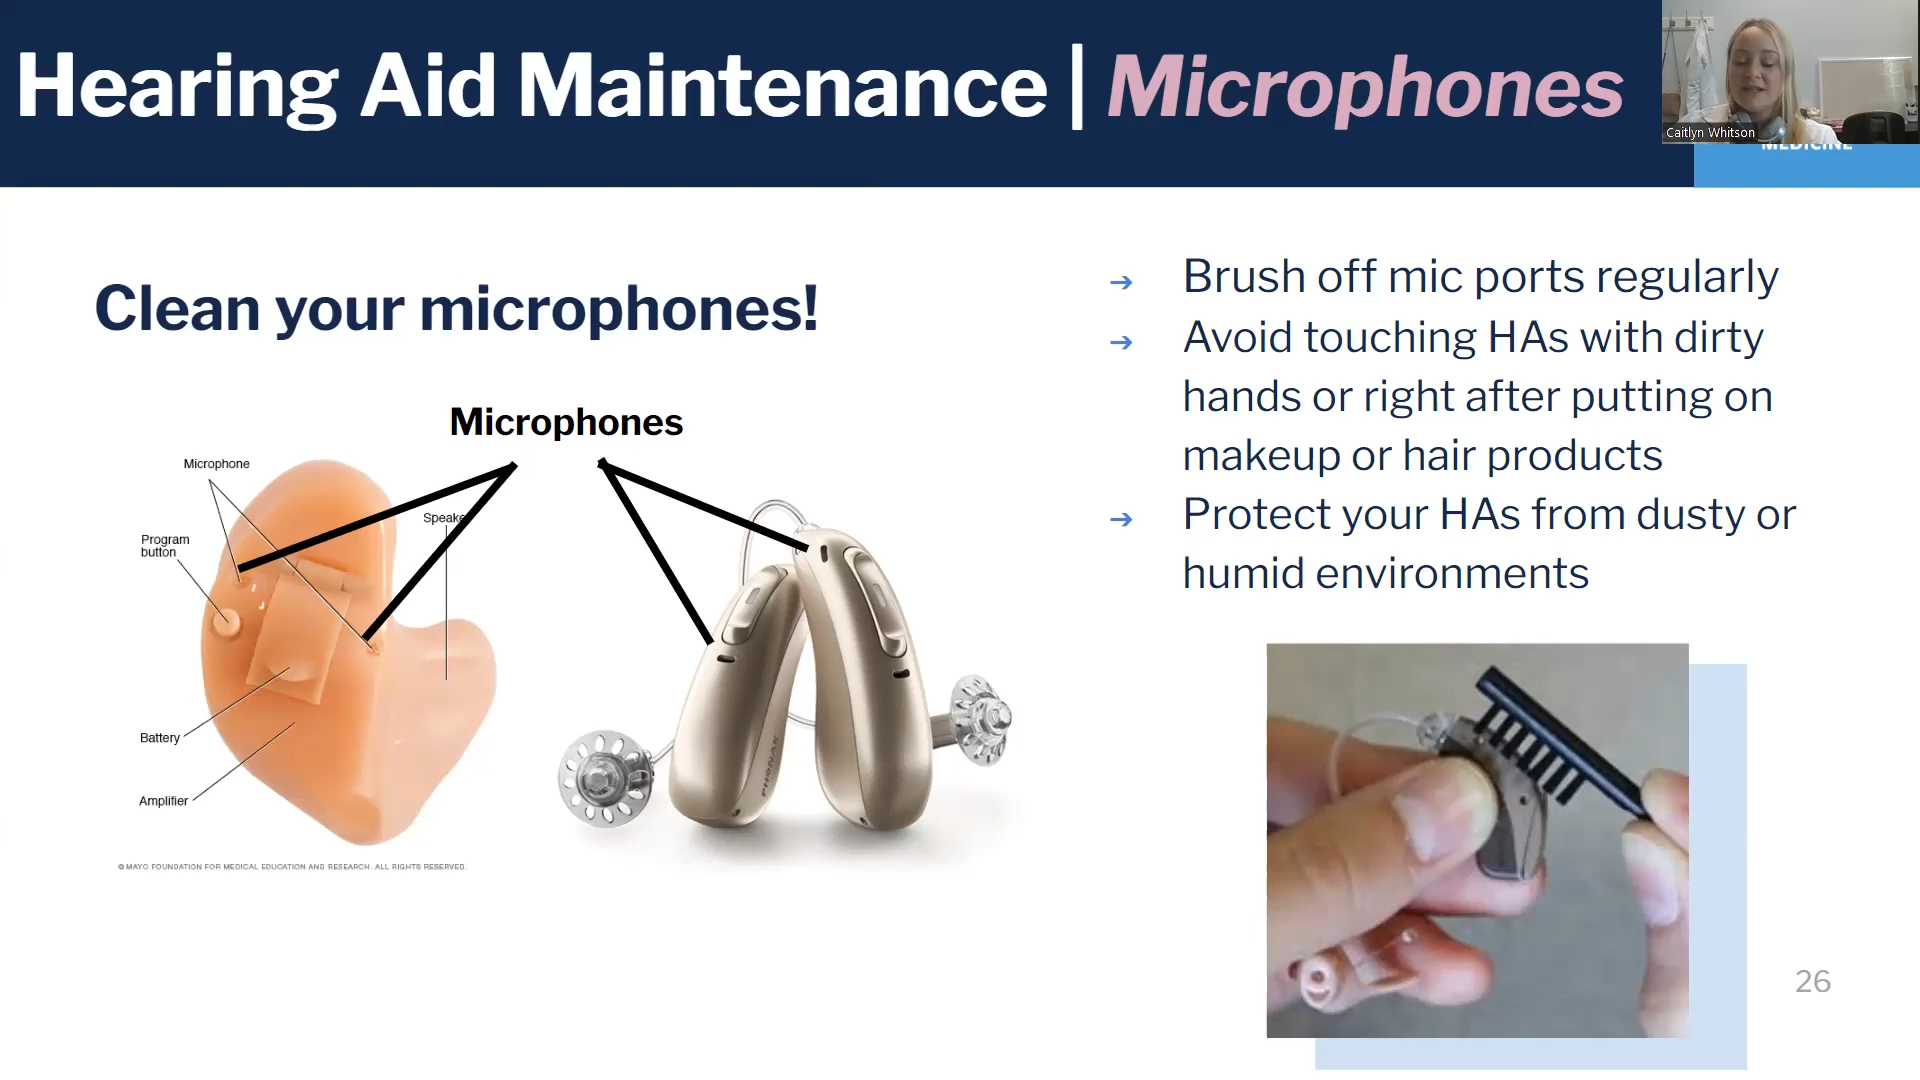 Hearing Aid Maintenance | Microphones
Caitlyn Whitson
MEDICINE
Clean your microphones!
Microphones
Microphone
Program
button
Speake
Battery
Amplifier
PHONAK
© MAYO FOUNDATION FOR MEDICAL EDUCATION AND RESEARCH. ALL RIGHTS RESERVED.
➔ Brush off mic ports regularly
➔ Avoid touching HAs with dirty
hands or right after putting on
makeup or hair products
➔ Protect your HAs from dusty or
humid environments
26